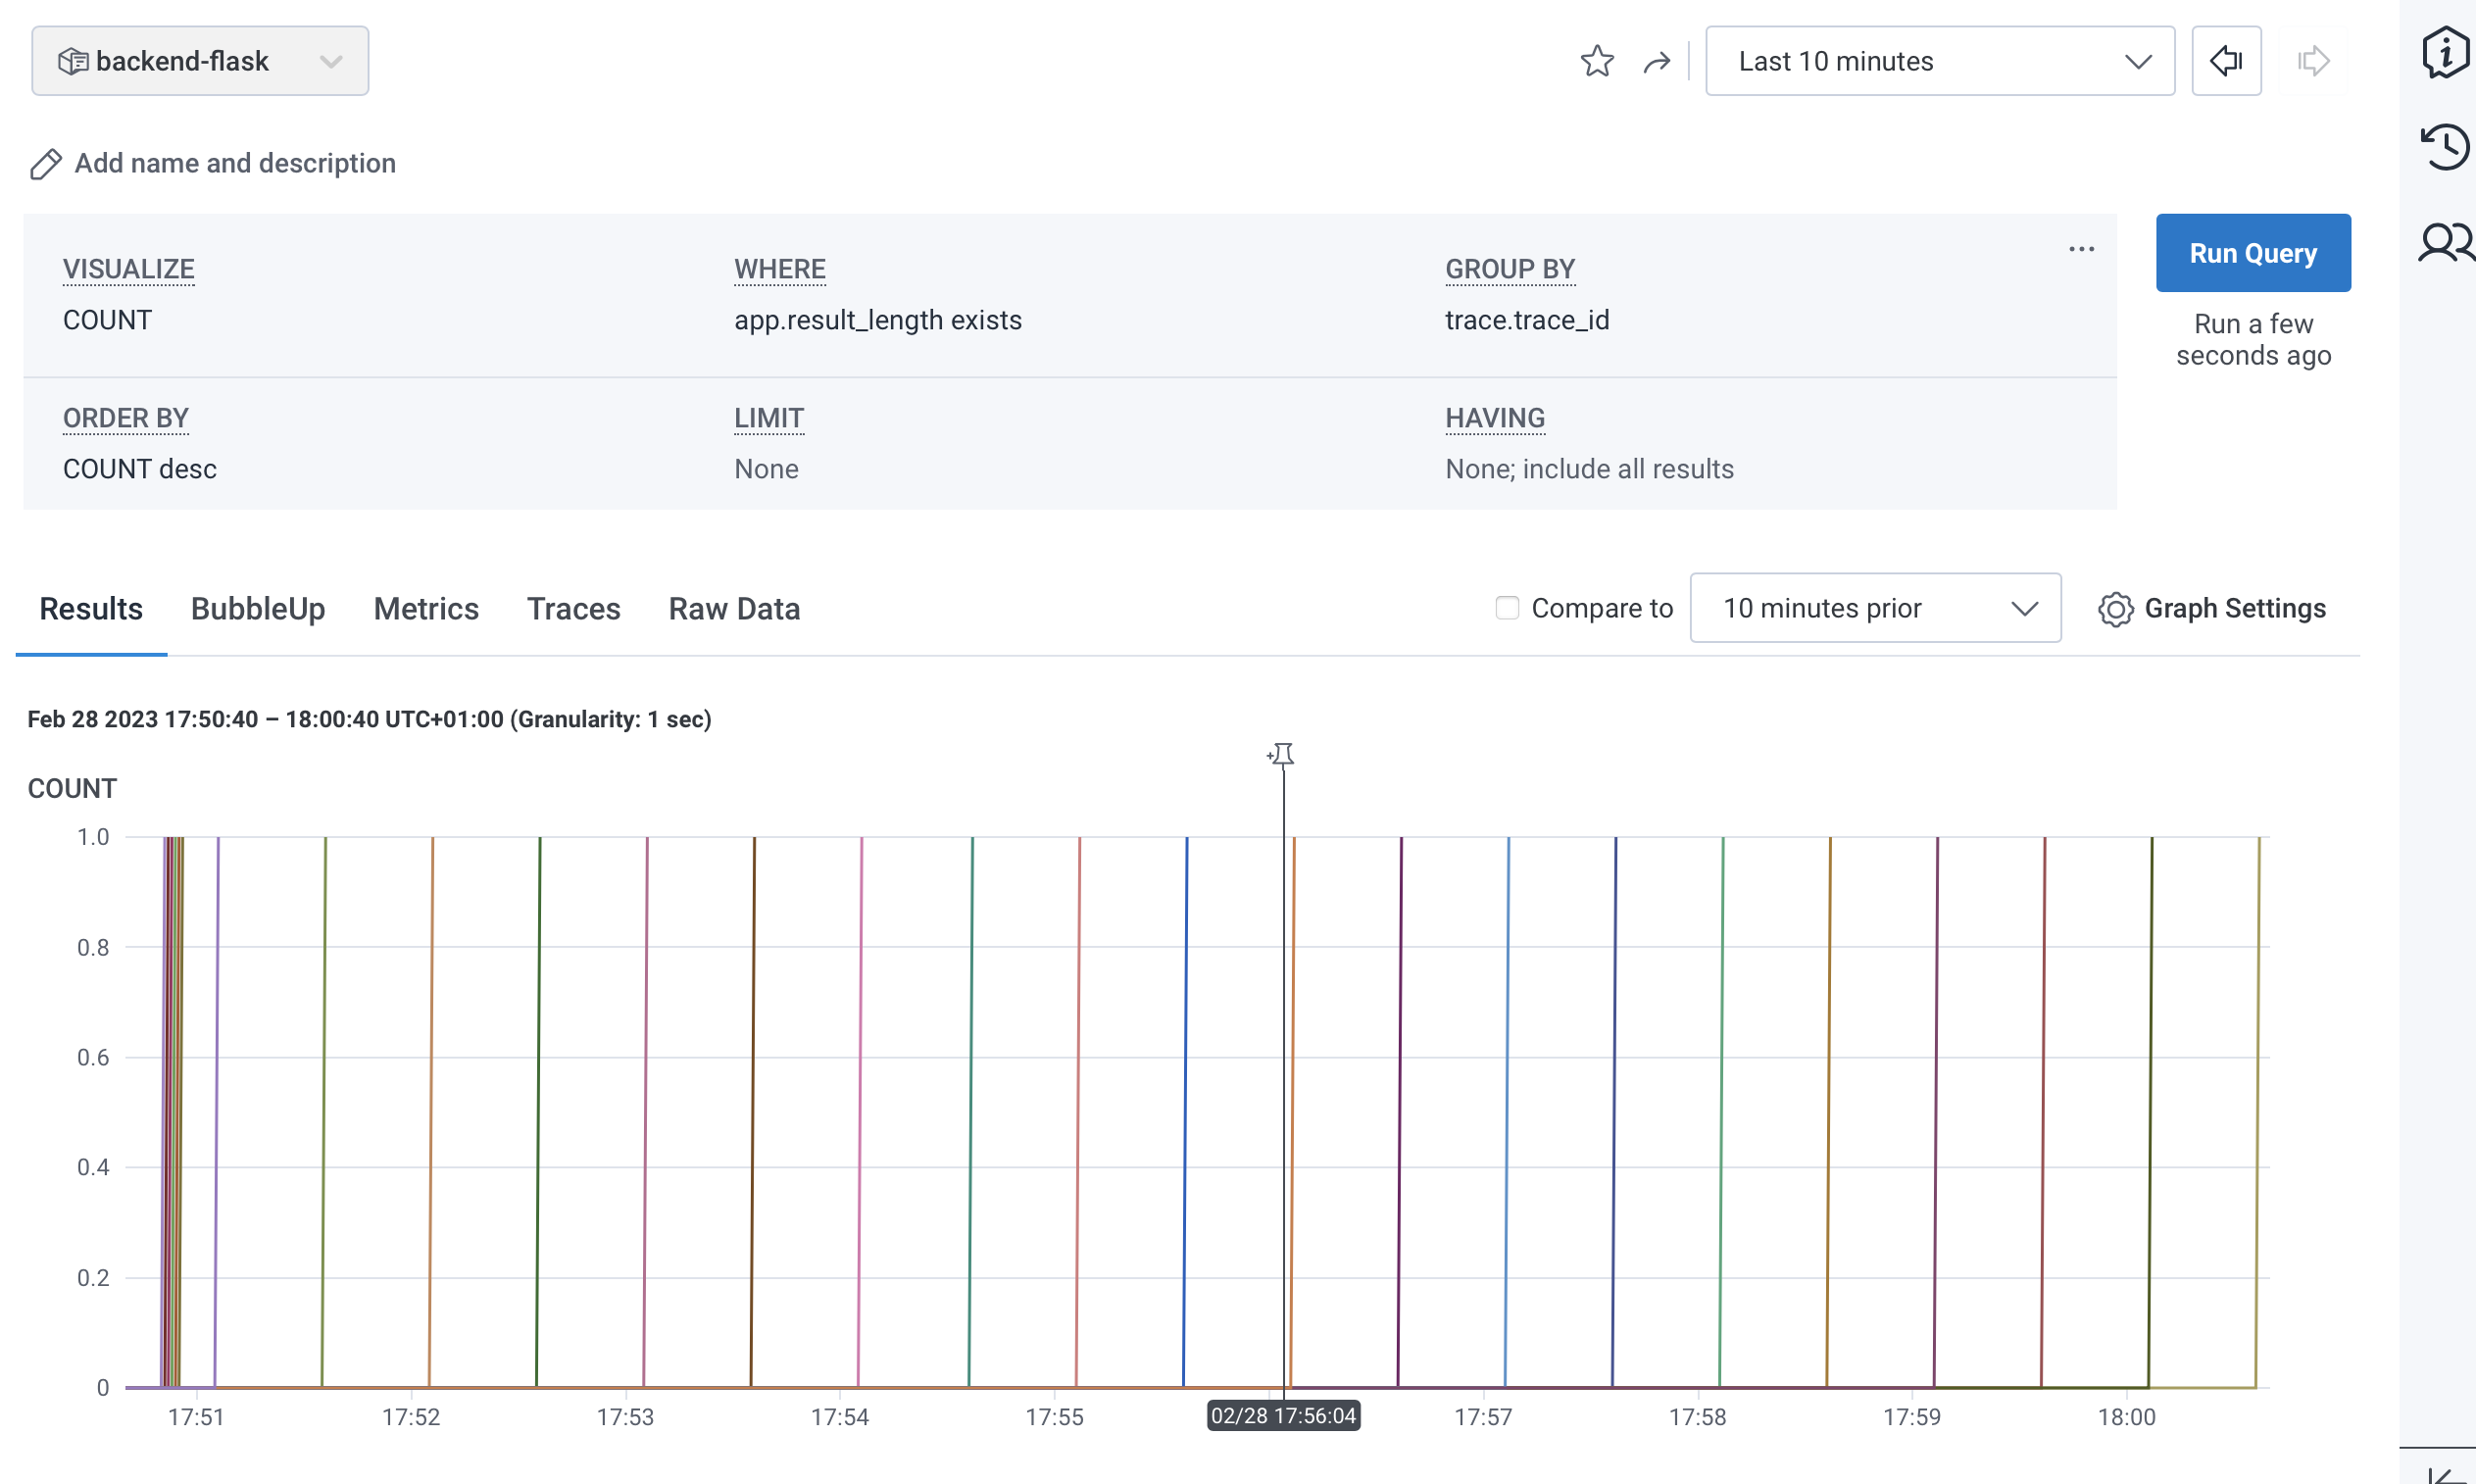 backend-flask
Last 10 minutes
Add name and description
VISUALIZE
COUNT
WHERE
app.result_length exists
GROUP BY
trace.trace_id
Run Query
Run a few
seconds ago
ORDER BY
COUNT desc
LIMIT
None
HAVING
None; include all results
Results BubbleUp Metrics Traces Raw Data
Compare to 10 minutes prior Graph Settings
Feb 28 2023 17:50:40 – 18:00:40 UTC+01:00 (Granularity: 1 sec)
COUNT
1.0
0.8
0.6
0.4
0.2
0
17:51 17:52 17:53 17:54 17:55 02/28 17:56:04 17:57 17:58 17:59 18:00